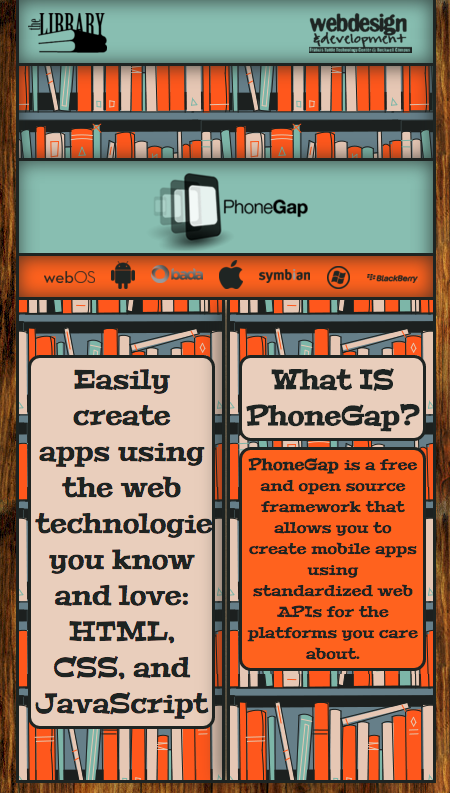 the LIBRARY
webdesign
&development
PhoneGap
webOS bada symbian BlackBerry
Easily
create
apps using
the web
technologie
you know
and love:
HTML,
CSS, and
JavaScript
What IS
PhoneGap?
PhoneGap is a free
and open source
framework that
allows you to
create mobile apps
using
standardized web
APIs for the
platforms you care
about.